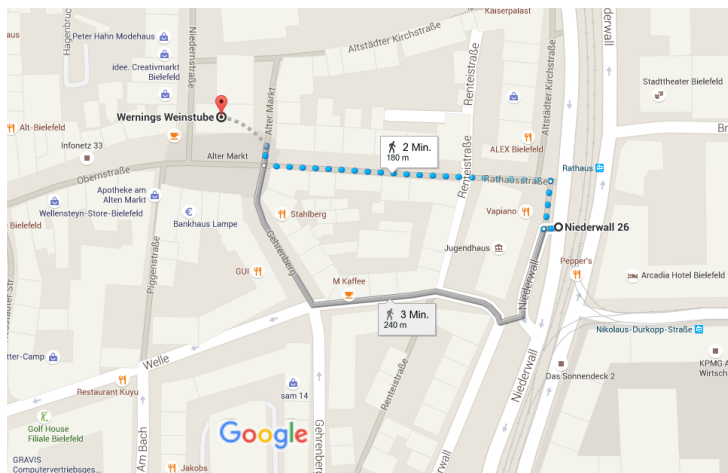 Kaiserpalast
Peter Hahn Modehaus
Hagenbruc
Niedernstraße
Altstädter Kirchstraße
idee. Creativmarkt
Bielefeld
Renteistraße
Altstädter Kirchstraße
Niederwall
Stadttheater Bielefeld
Wernings Weinstube
Alter Markt
Alt-Bielefeld
Infonetz 33
2 Min.
180 m
ALEX Bielefeld
Alter Markt
Obernstraße
Rathaus
Rathausstraße
Renteistraße
Apotheke am
Alten Markt
Wellensteyn-Store-Bielefeld
Bankhaus Lampe
Stahlberg
Vapiano
Niederwall 26
Bielefeld
Piggenstraße
Gehrenberg
Jugendhaus
Pepper's
GUI
Arcadia Hotel Bielefeld
M Kaffee
Niederwall
3 Min.
240 m
Nikolaus-Durkopp-Straße
Welle
tter-Camp
Renteistraße
Niederwall
Das Sonnendeck 2
KPMG A
Wirtsch
Restaurant Kuyu
sam 14
Golf House
Filiale Bielefeld
Am Bach
Google
Gehrenberg
GRAVIS
Computervertriebsges...
Jakobs